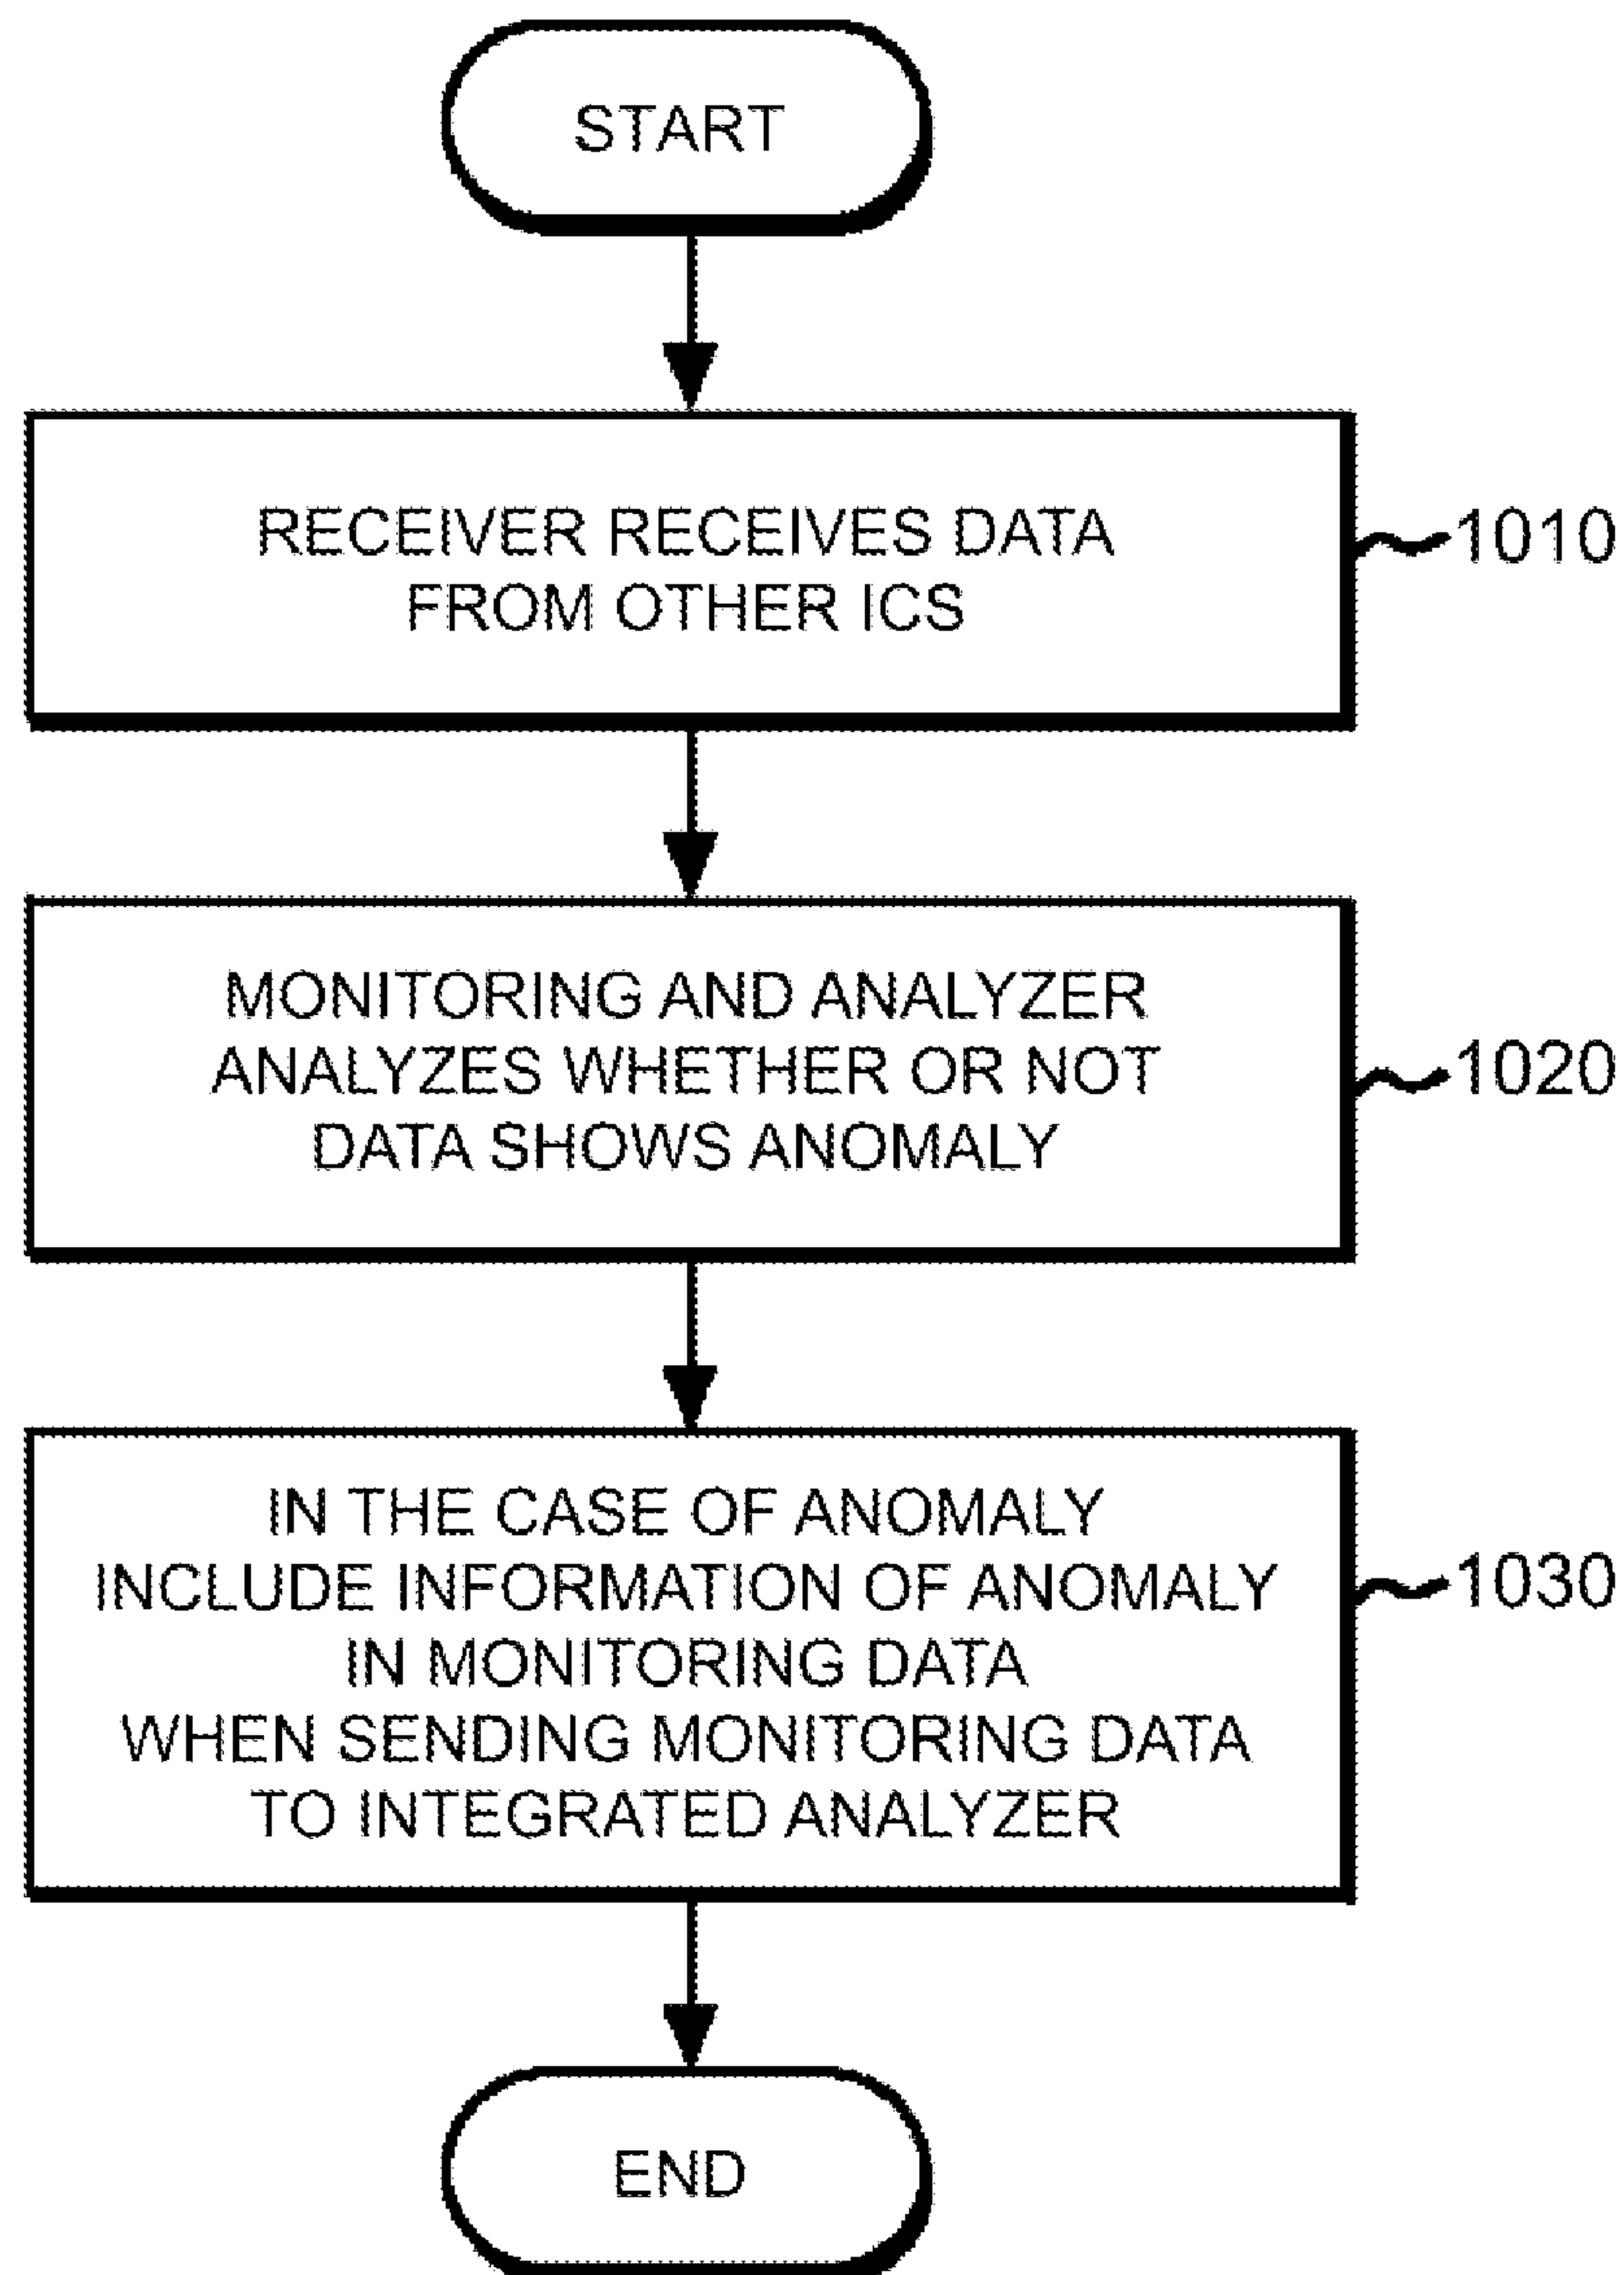 START
RECEIVER RECEIVES DATA
FROM OTHER ICS
1010
MONITORING AND ANALYZER
ANALYZES WHETHER OR NOT
DATA SHOWS ANOMALY
1020
IN THE CASE OF ANOMALY
INCLUDE INFORMATION OF ANOMALY
IN MONITORING DATA
WHEN SENDING MONITORING DATA
TO INTEGRATED ANALYZER
1030
END